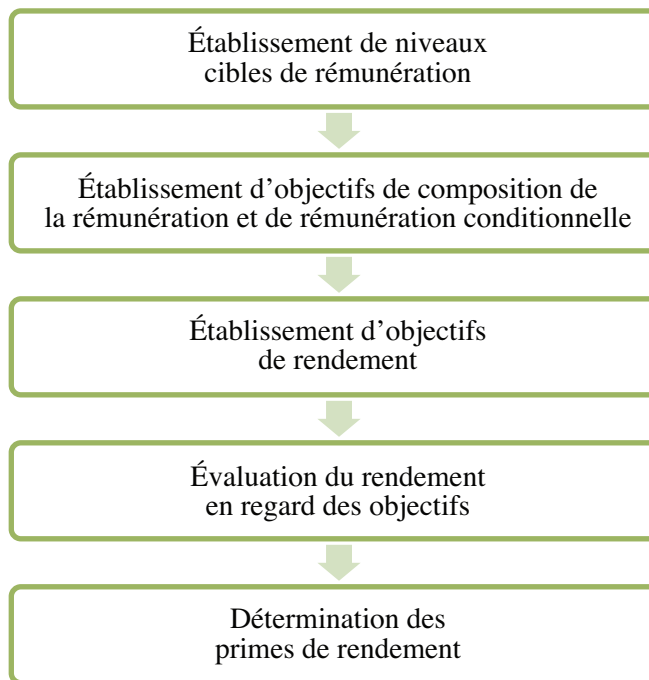 Établissement de niveaux
cibles de rémunération
Établissement d’objectifs de composition de
la rémunération et de rémunération conditionnelle
Établissement d’objectifs
de rendement
Évaluation du rendement
en regard des objectifs
Détermination des
primes de rendement